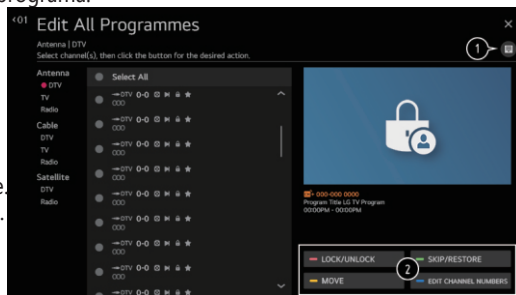 programa.
<01 Edit All Programmes ×
Antenna | DTV
Select channel(s), then click the button for the desired action.
1
Antenna
DTV
TV
Radio
Cable
DTV
TV
Radio
Satellite
DTV
Radio
e.
.
Select All
DTV 0-0
000
DTV 0-0
000
DTV 0-0
000
DTV 0-0
000
DTV 0-0
000
DTV 0-0
000
DTV 0-0
000
DTV 0-0
000-000 0000
Program Title LG TV Program
00:00PM - 00:00PM
LOCK/UNLOCK
SKIP/RESTORE
2
MOVE
EDIT CHANNEL NUMBERS